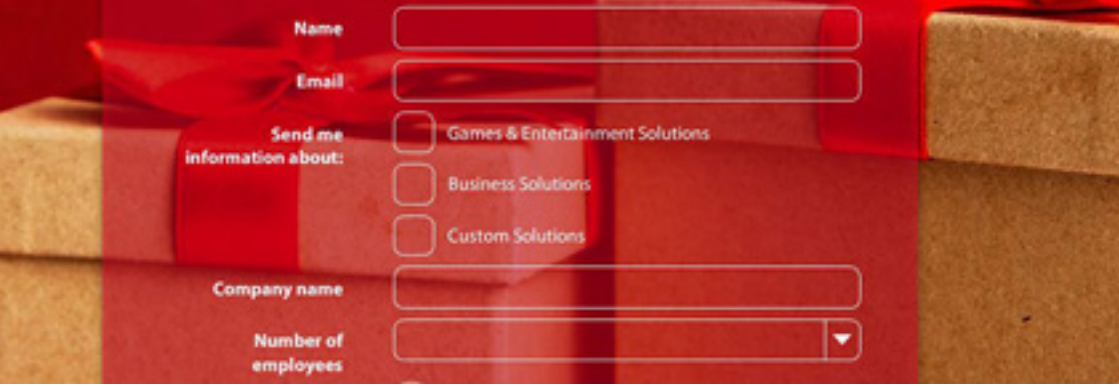 Name
Email
Send me
information about:
Games & Entertainment Solutions
Business Solutions
Custom Solutions
Company name
Number of
employees